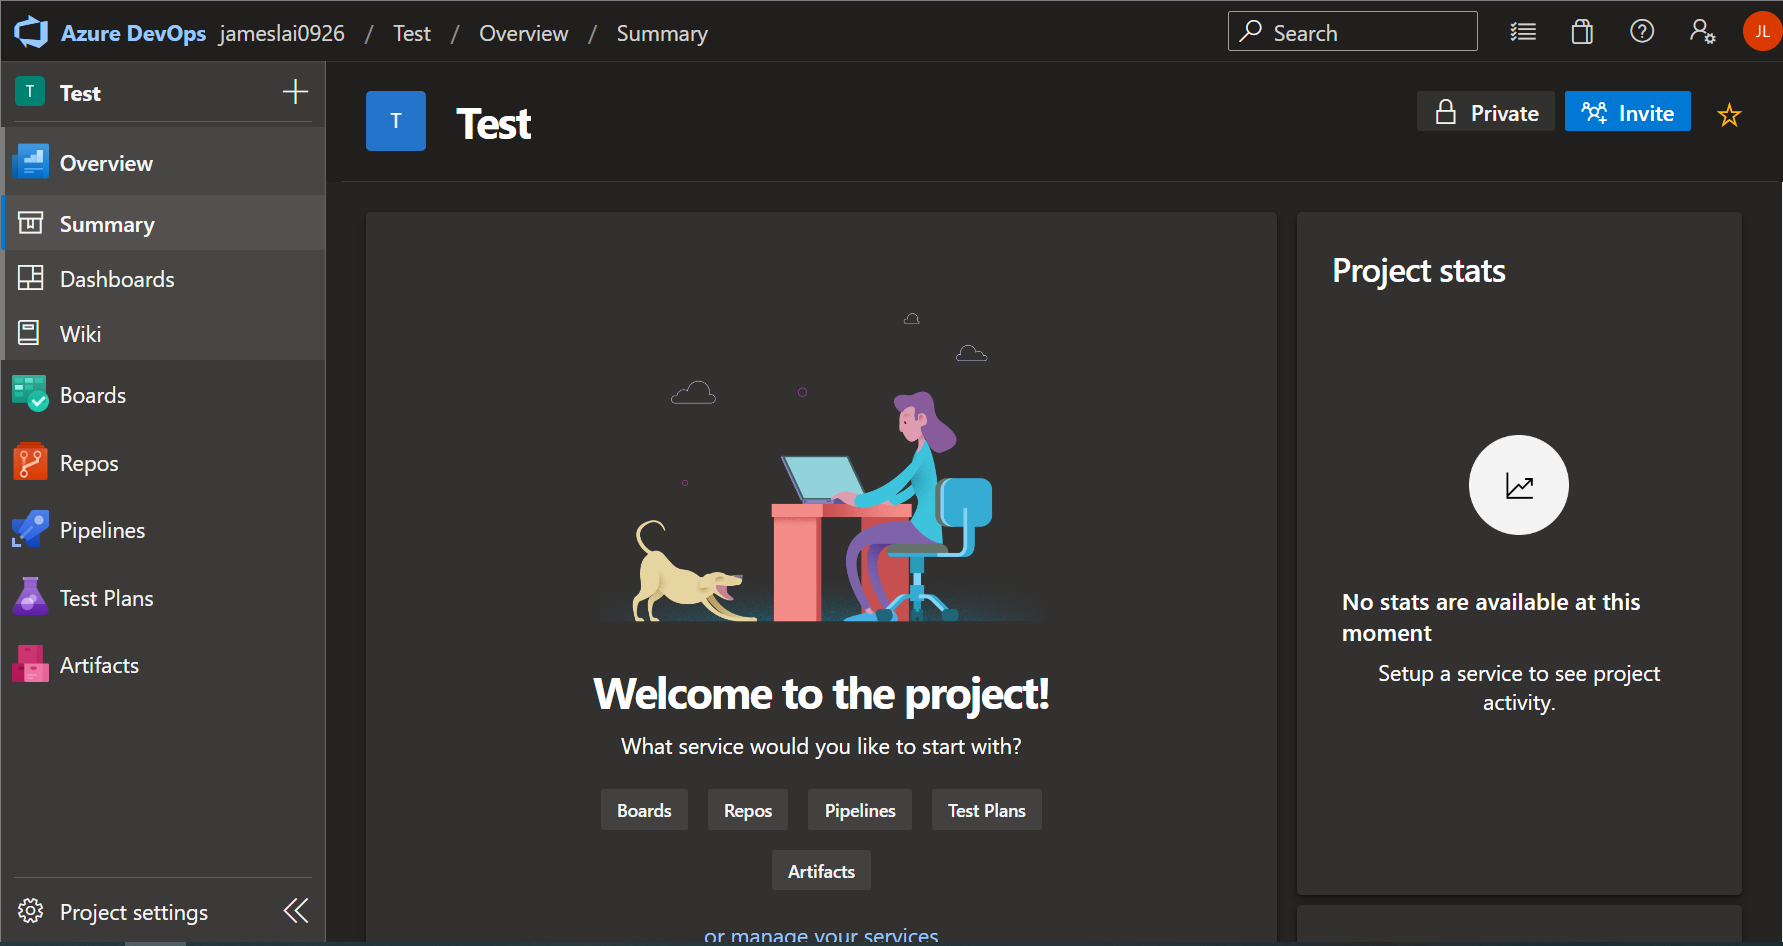 Azure DevOps jameslai0926 / Test / Overview / Summary
Search
JL
T Test
Overview
Summary
Dashboards
Wiki
Boards
Repos
Pipelines
Test Plans
Artifacts
Project settings
T Test
Private
Invite
Welcome to the project!
What service would you like to start with?
Boards Repos Pipelines Test Plans
Artifacts
or manage your services
Project stats
No stats are available at this
moment
Setup a service to see project
activity.